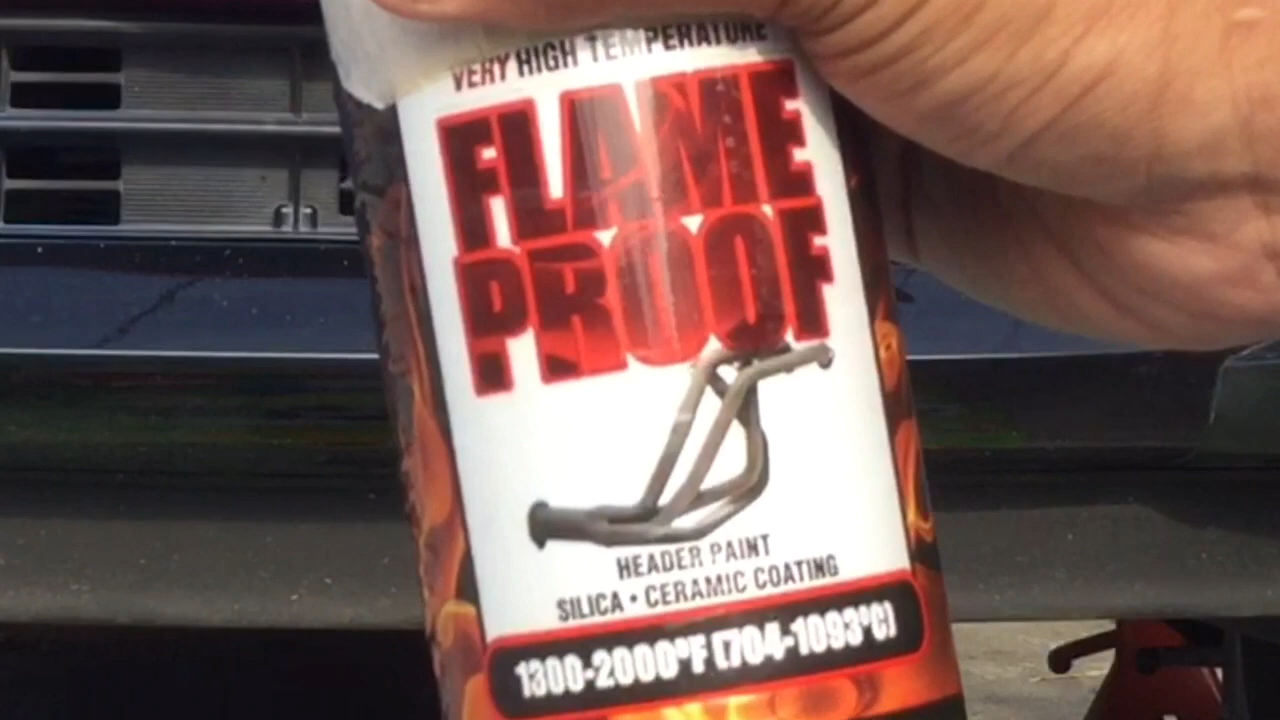 VERY HIGH TEMPERATURE
FLAME
PROOF
HEADER PAINT
SILICA • CERAMIC COATING
1300-2000°F (704-1093°C)